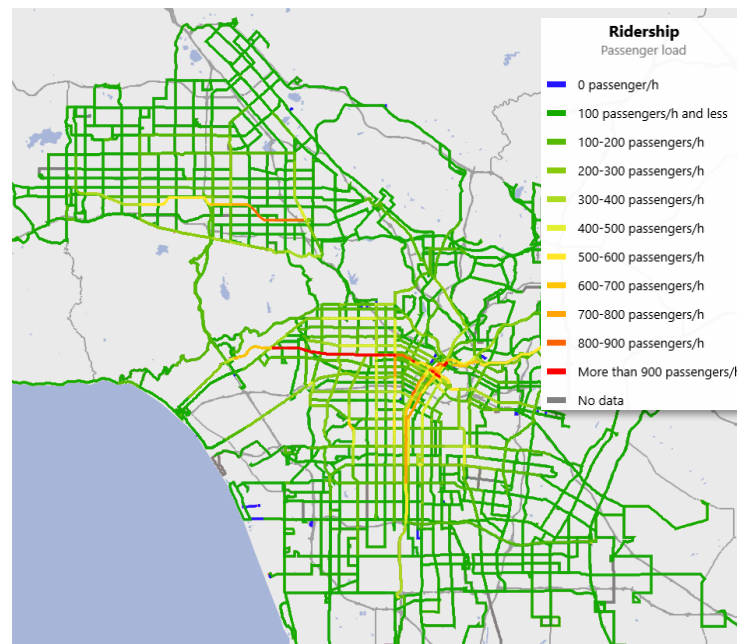 Ridership
Passenger load
0 passenger/h
100 passengers/h and less
100-200 passengers/h
200-300 passengers/h
300-400 passengers/h
400-500 passengers/h
500-600 passengers/h
600-700 passengers/h
700-800 passengers/h
800-900 passengers/h
More than 900 passengers/h
No data